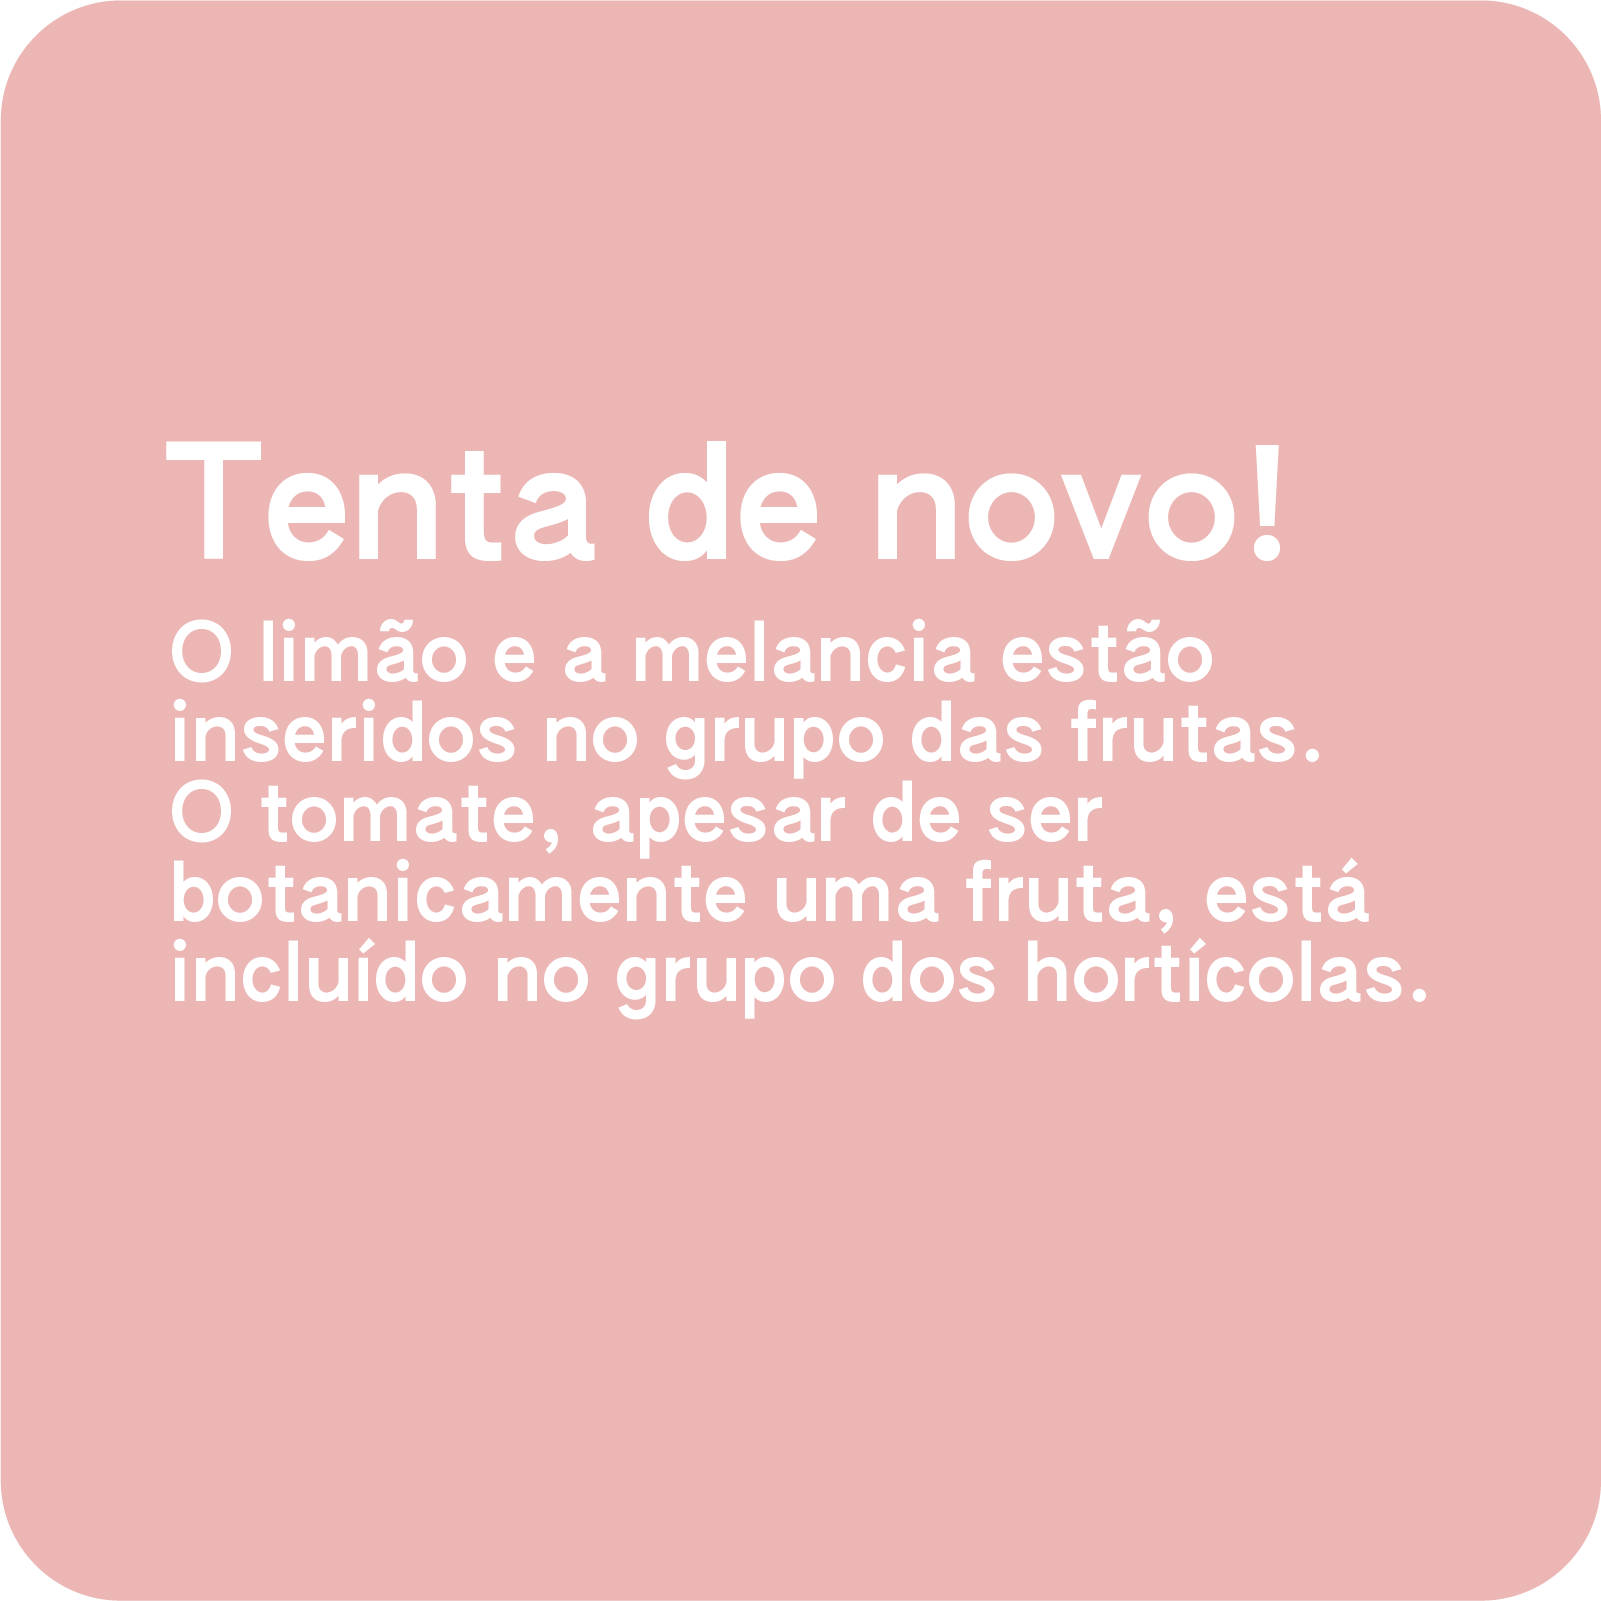 Tenta de novo!
O limão e a melancia estão
inseridos no grupo das frutas.
O tomate, apesar de ser
botanicamente uma fruta, está
incluído no grupo dos hortícolas.